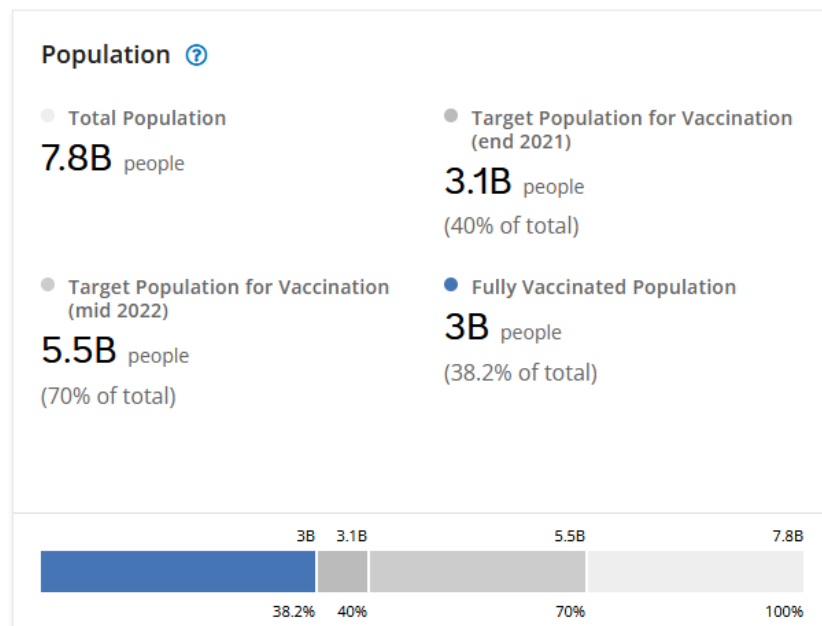 Population ?
Total Population
7.8B people
Target Population for Vaccination
(end 2021)
3.1B people
(40% of total)
Target Population for Vaccination
(mid 2022)
5.5B people
(70% of total)
Fully Vaccinated Population
3B people
(38.2% of total)
3B 3.1B 5.5B 7.8B
38.2% 40% 70% 100%